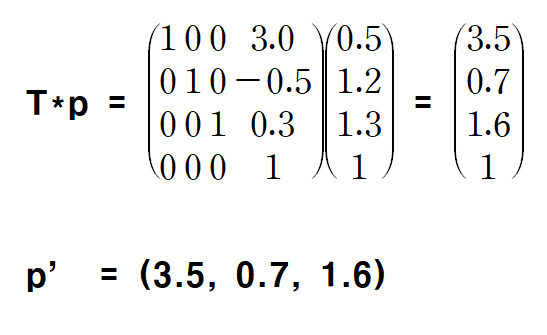 T*p = (1 0 0 3.0)(0.5) = (3.5)
(0 1 0 −0.5)(1.2) (0.7)
(0 0 1 0.3)(1.3) (1.6)
(0 0 0 1)(1) (1)
p’ = (3.5, 0.7, 1.6)